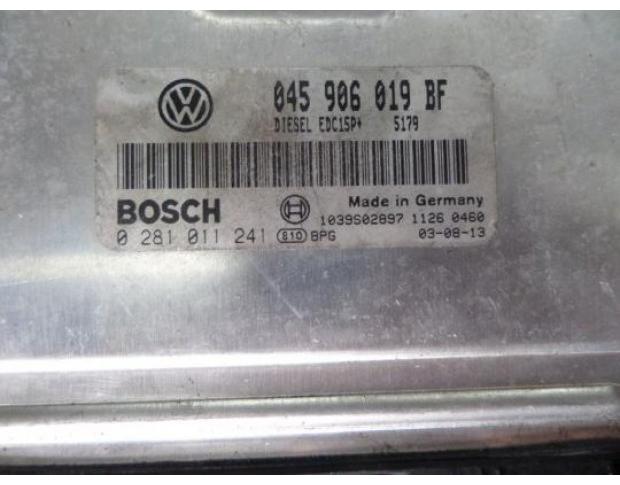 045 906 019 BF
DIESEL EDC15P+ 5179
BOSCH
Made in Germany
1039S02897 1126 0460
0 281 011 241 810 BPG 03-08-13